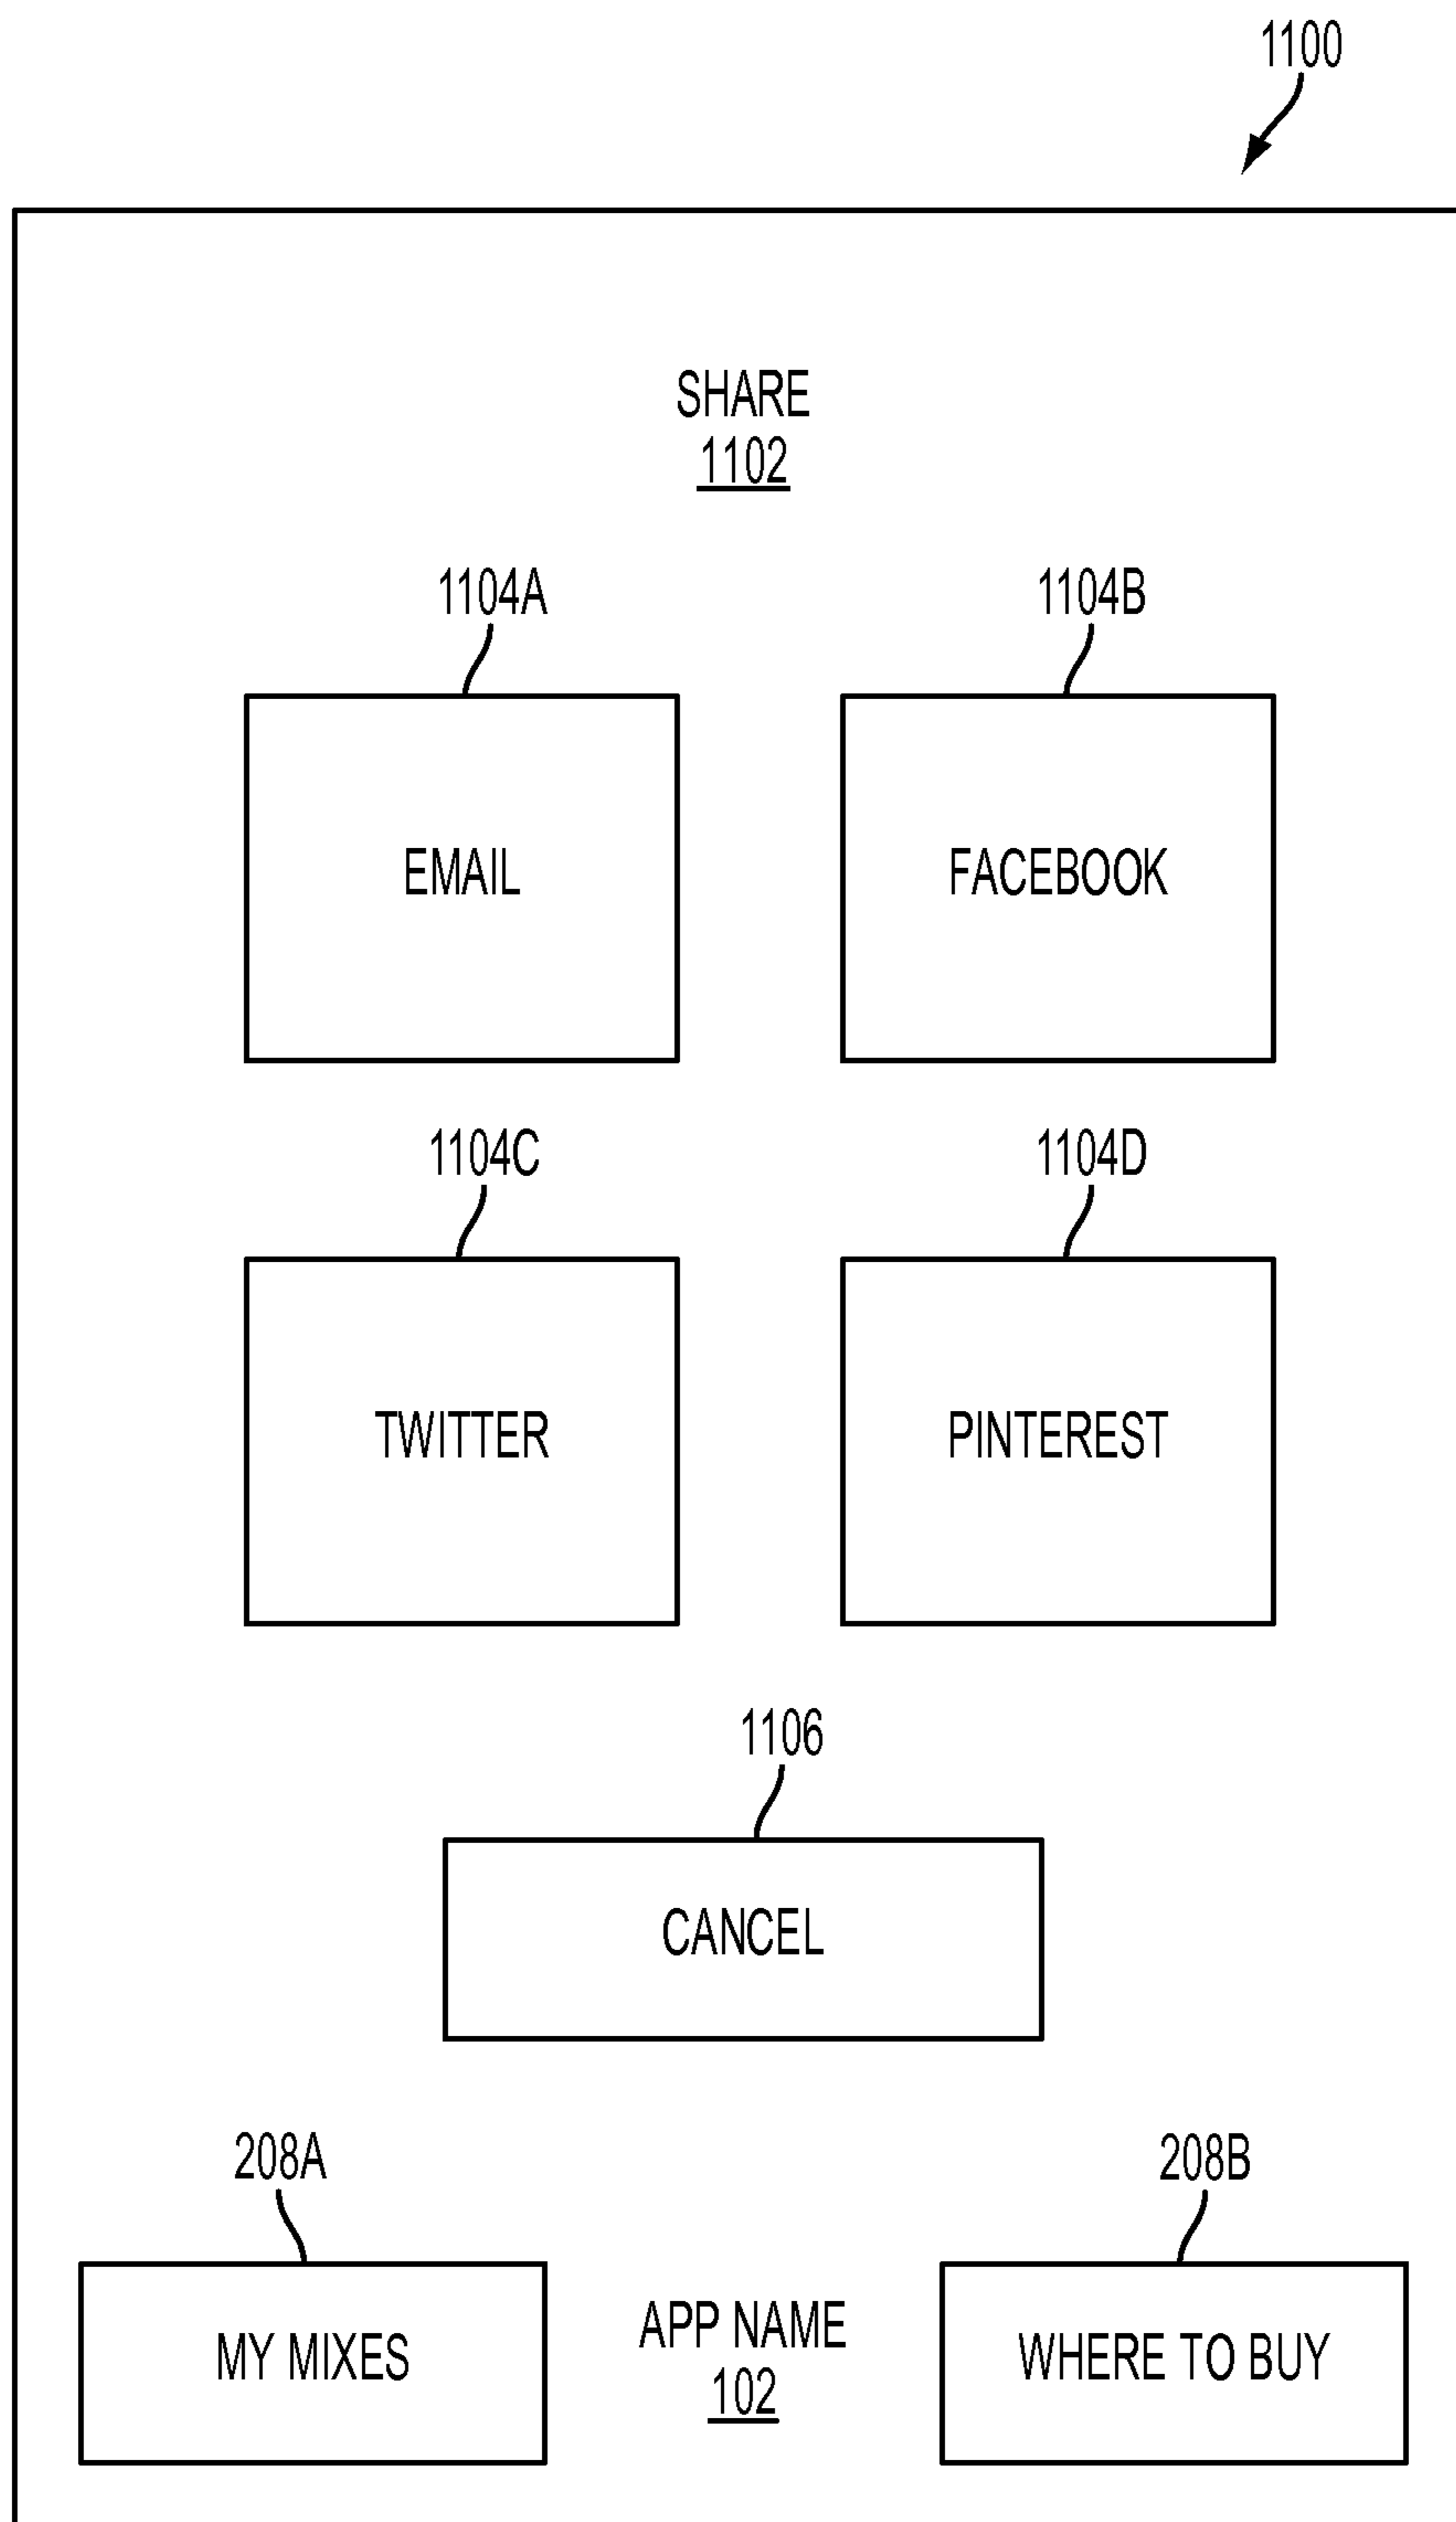 1100
SHARE
1102
1104A
1104B
EMAIL
FACEBOOK
1104C
1104D
TWITTER
PINTEREST
1106
CANCEL
208A
208B
MY MIXES
APP NAME
102
WHERE TO BUY